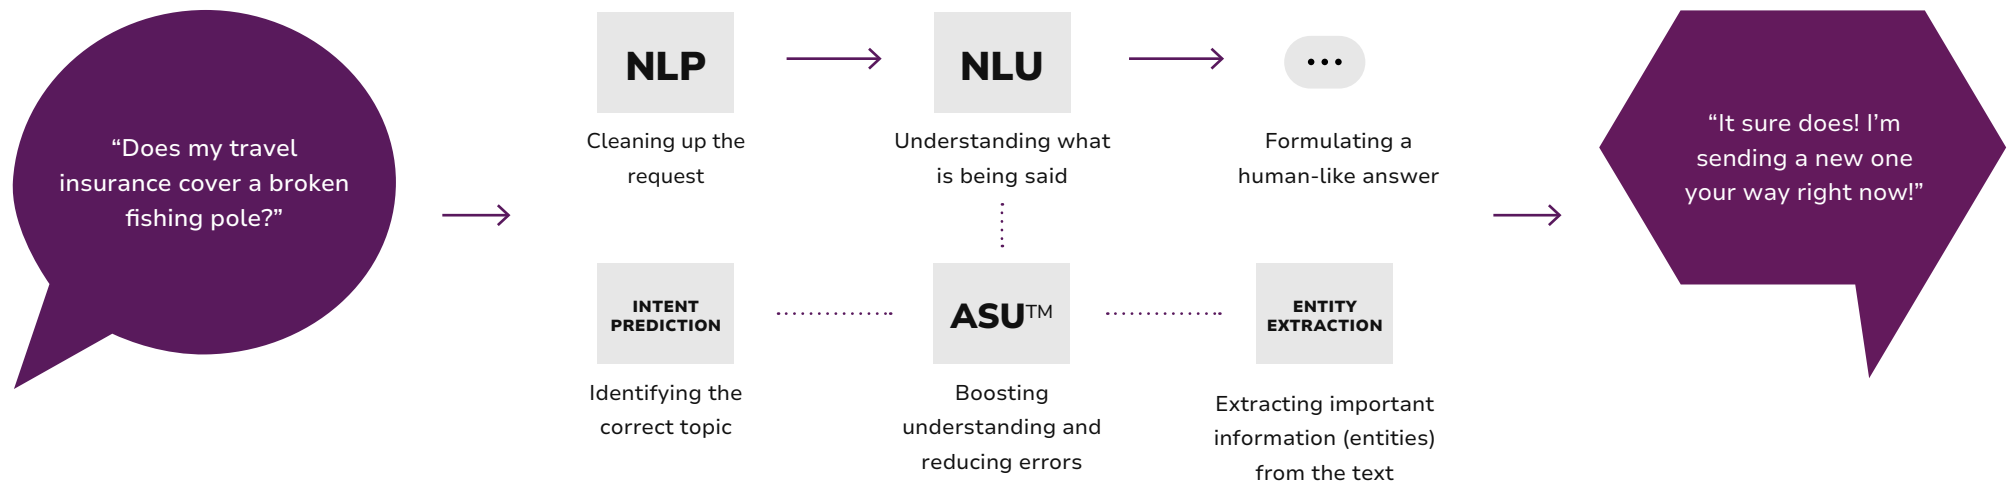 “Does my travel
insurance cover a broken
fishing pole?”
NLP
Cleaning up the
request
NLU
Understanding what
is being said
Formulating a
human-like answer
INTENT
PREDICTION
Identifying the
correct topic
ASU™
Boosting
understanding and
reducing errors
ENTITY
EXTRACTION
Extracting important
information (entities)
from the text
“It sure does! I’m
sending a new one
your way right now!”